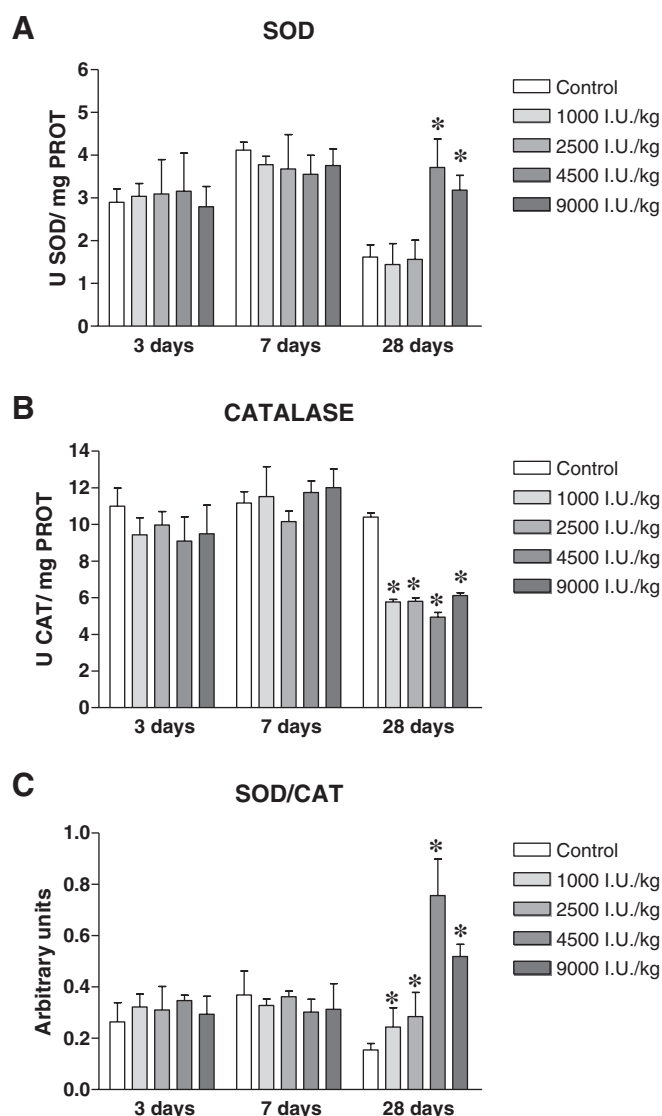 A
SOD
6
5
4
3
2
1
0
U SOD/ mg PROT
* *
3 days 7 days 28 days
Control
1000 I.U./kg
2500 I.U./kg
4500 I.U./kg
9000 I.U./kg
B
CATALASE
14
12
10
8
6
4
2
0
U CAT/ mg PROT
* * * *
3 days 7 days 28 days
Control
1000 I.U./kg
2500 I.U./kg
4500 I.U./kg
9000 I.U./kg
C
SOD/CAT
1.0
0.8
0.6
0.4
0.2
0.0
Arbitrary units
* * * *
3 days 7 days 28 days
Control
1000 I.U./kg
2500 I.U./kg
4500 I.U./kg
9000 I.U./kg